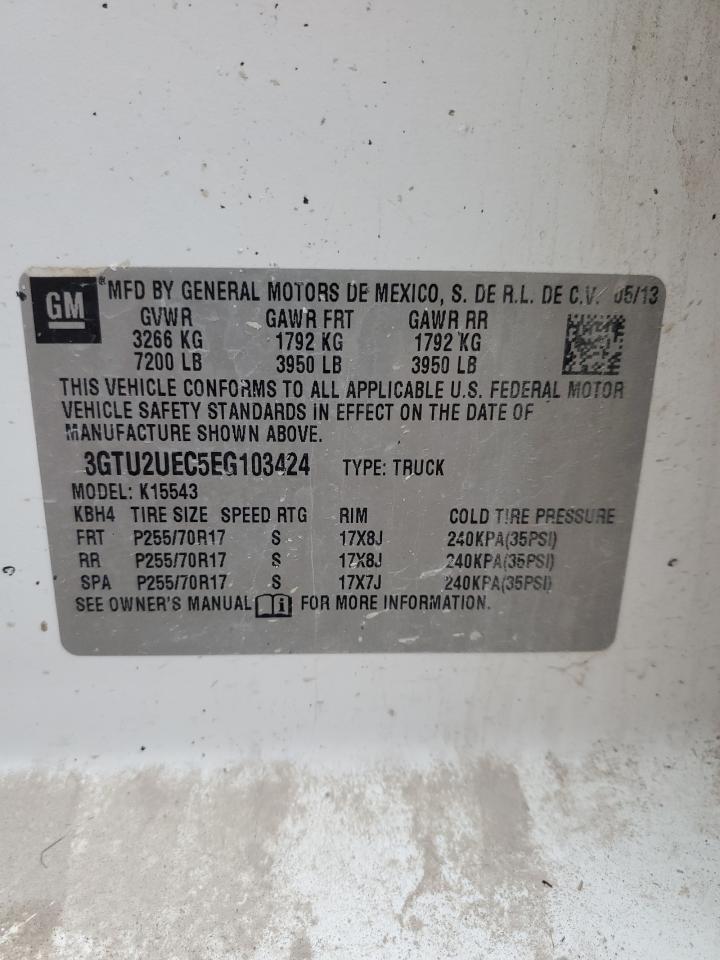 GM
® MFD BY GENERAL MOTORS DE MEXICO, S. DE R.L. DE C.V. 05/13
GVWR GAWR FRT GAWR RR
3266 KG 1792 KG 1792 KG
7200 LB 3950 LB 3950 LB
THIS VEHICLE CONFORMS TO ALL APPLICABLE U.S. FEDERAL MOTOR
VEHICLE SAFETY STANDARDS IN EFFECT ON THE DATE OF
MANUFACTURE SHOWN ABOVE.
3GTU2UEC5EG103424 TYPE: TRUCK
MODEL: K15543
KBH4 TIRE SIZE SPEED RTG RIM COLD TIRE PRESSURE
FRT P255/70R17 S 17X8J 240KPA(35PSI)
RR P255/70R17 S 17X8J 240KPA(35PSI)
SPA P255/70R17 S 17X7J 240KPA(35PSI)
SEE OWNER'S MANUAL i FOR MORE INFORMATION.